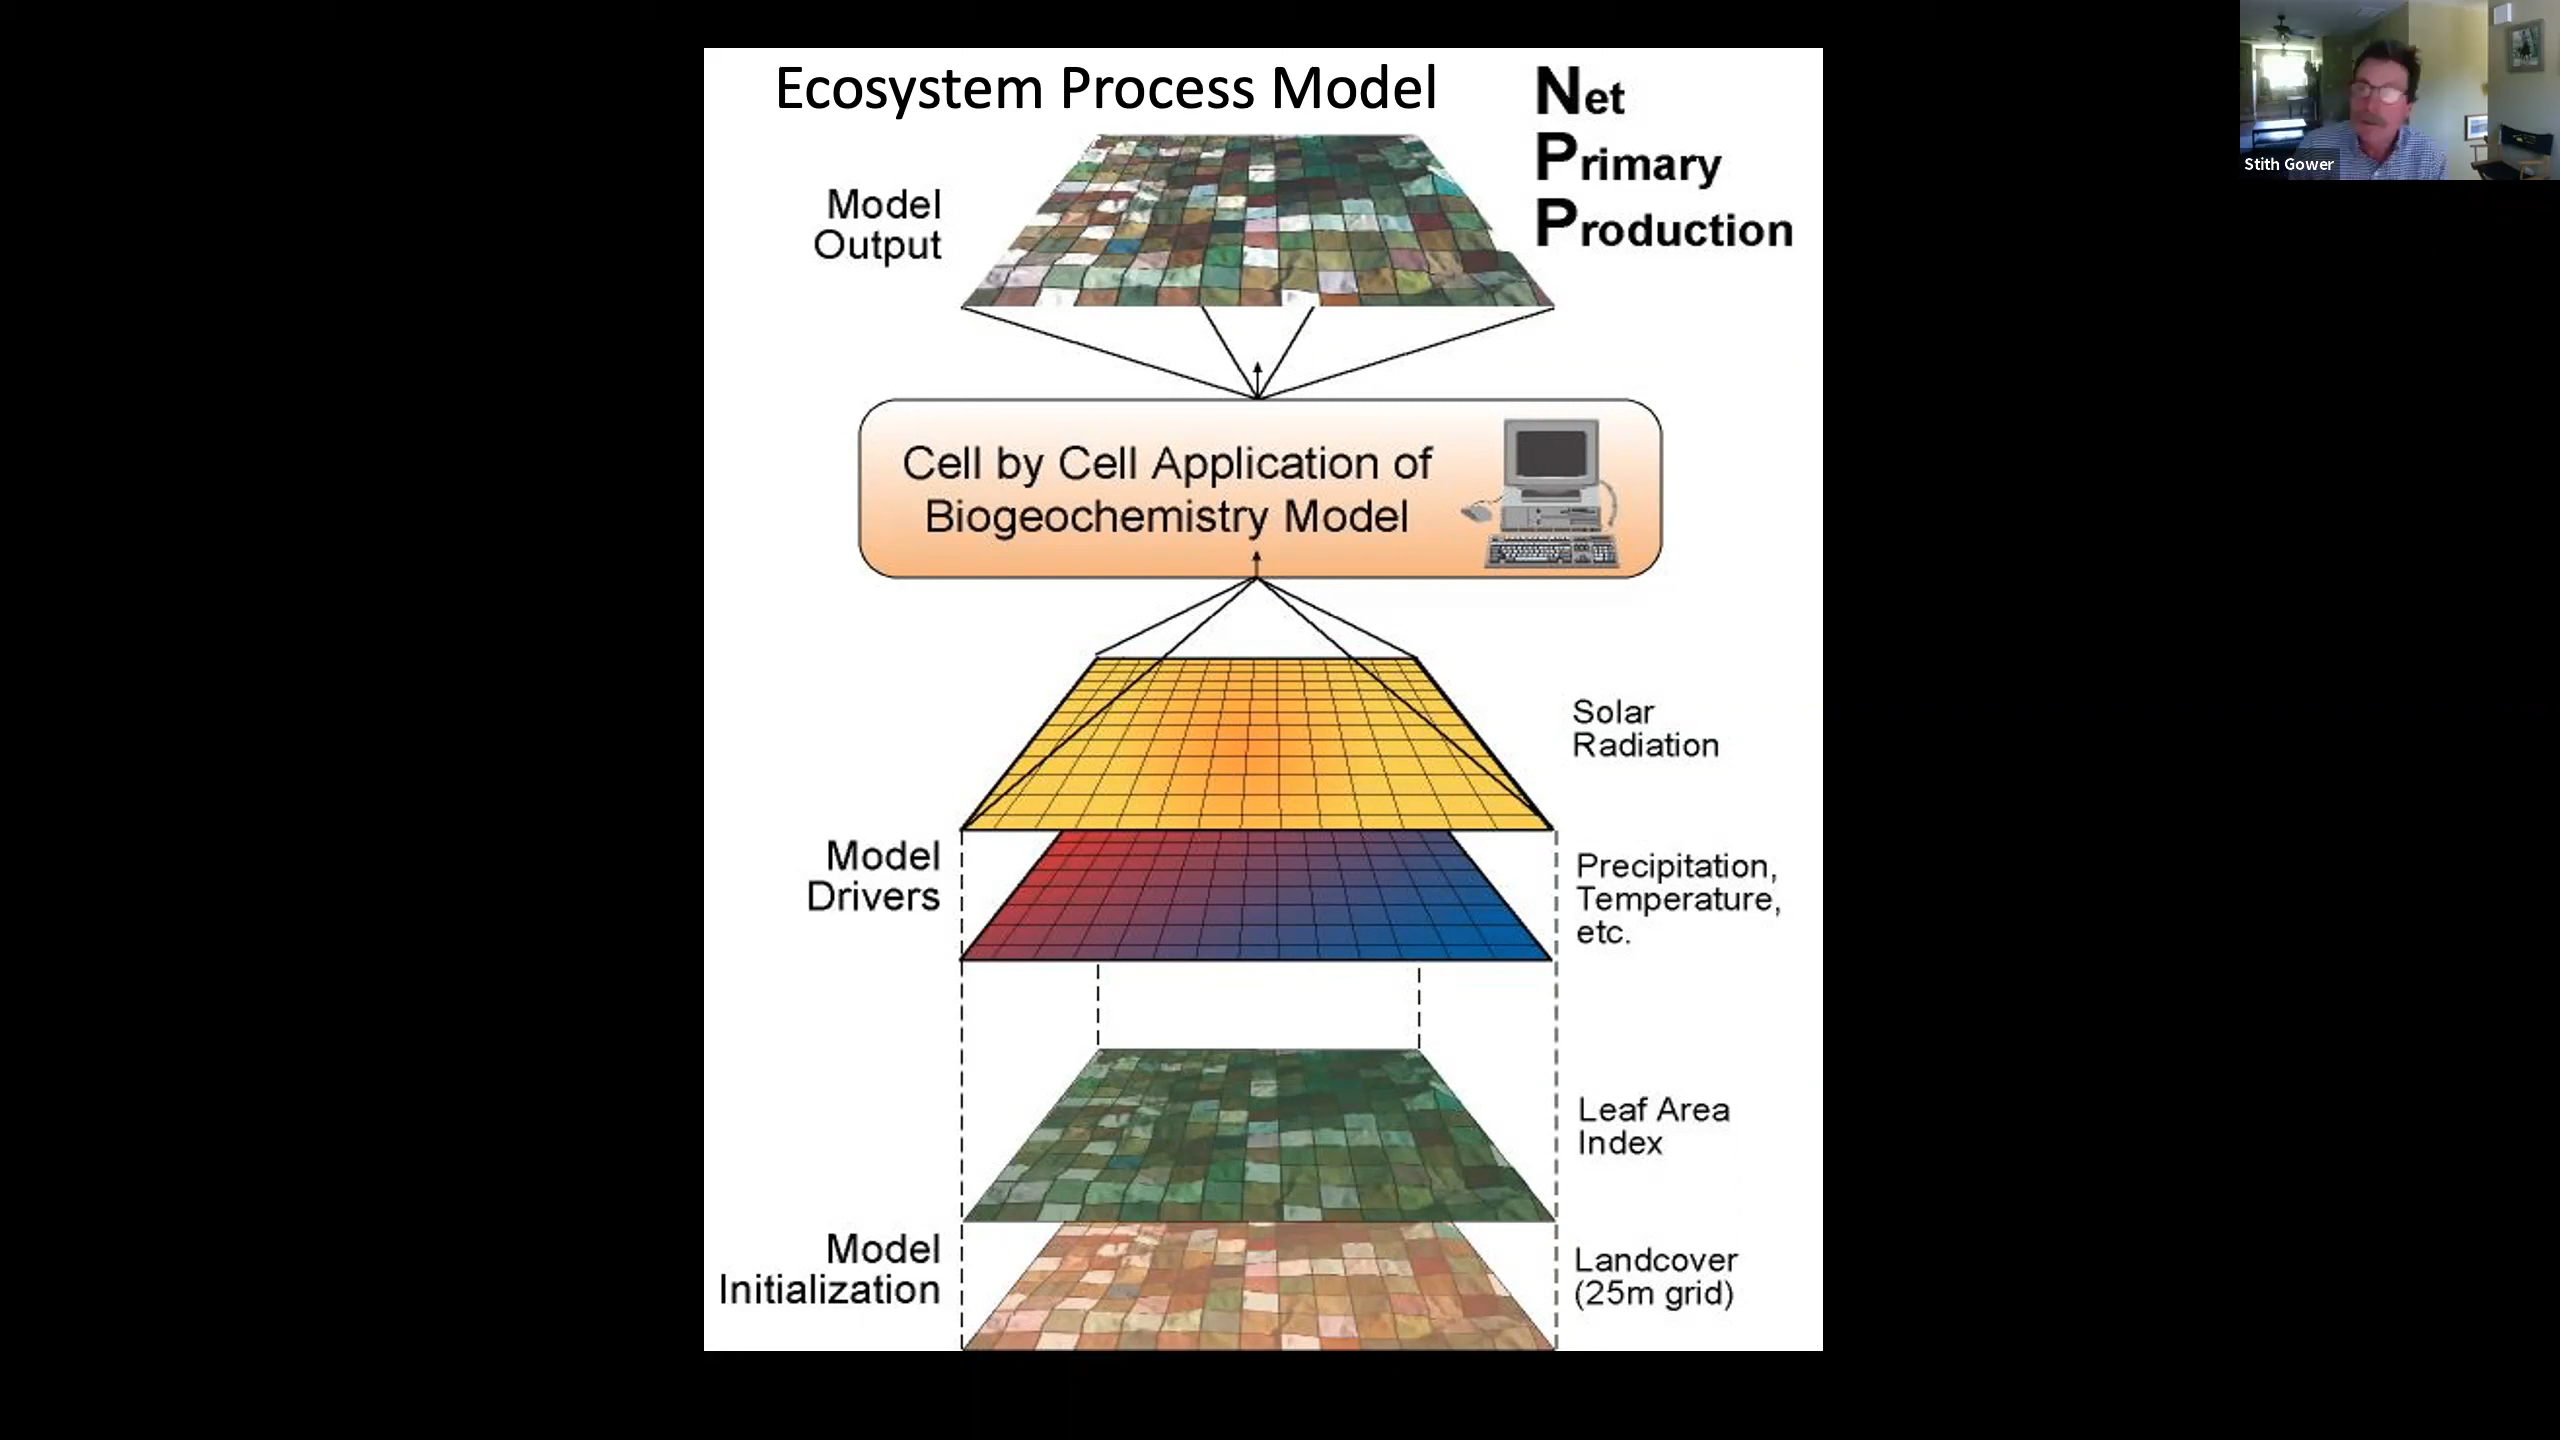 Ecosystem Process Model
Net
Primary
Production
Model
Output
Cell by Cell Application of
Biogeochemistry Model
Solar
Radiation
Model
Drivers
Precipitation,
Temperature,
etc.
Leaf Area
Index
Model
Initialization
Landcover
(25m grid)
Stith Gower